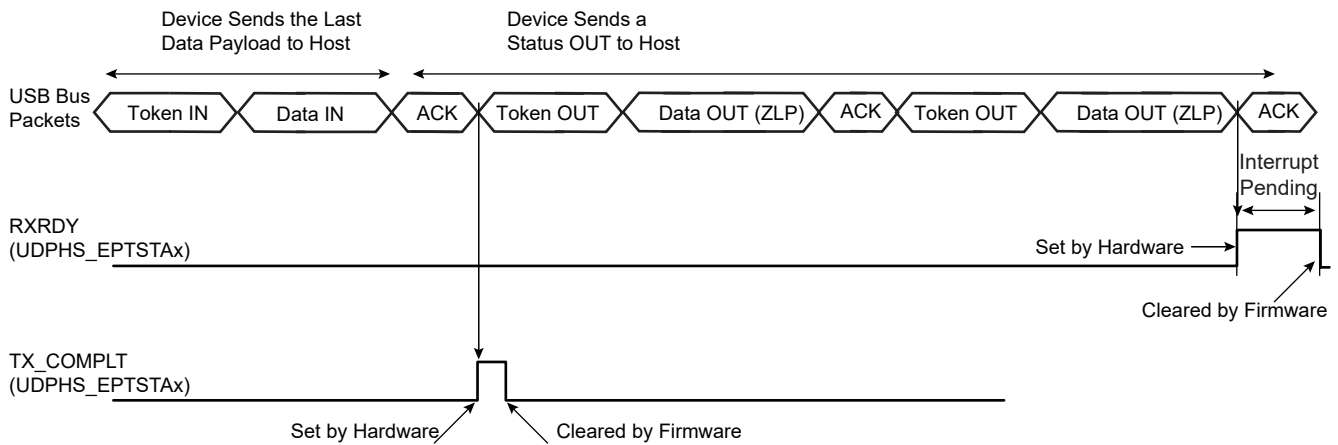 Device Sends the Last
Data Payload to Host
Device Sends a
Status OUT to Host
USB Bus
Packets
Token IN
Data IN
ACK
Token OUT
Data OUT (ZLP)
ACK
Token OUT
Data OUT (ZLP)
ACK
Interrupt
Pending
RXRDY
(UDPHS_EPTSTAx)
Set by Hardware
Cleared by Firmware
TX_COMPLT
(UDPHS_EPTSTAx)
Set by Hardware
Cleared by Firmware